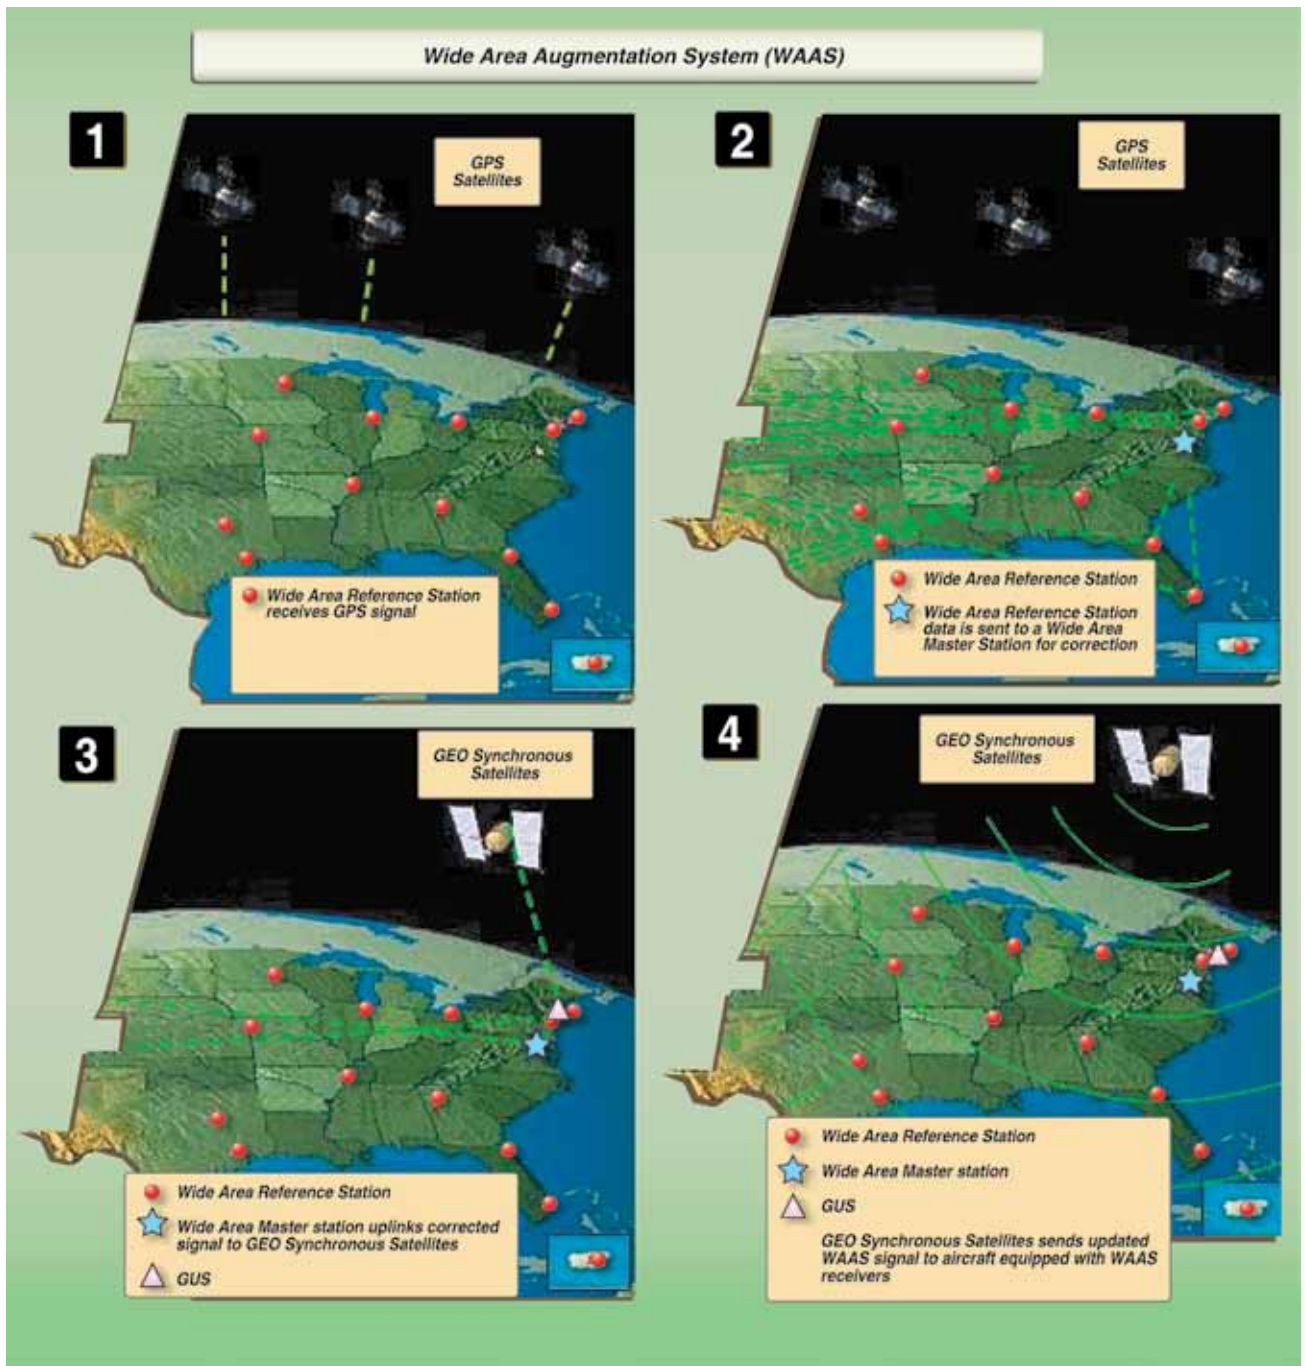 Wide Area Augmentation System (WAAS)
1
GPS
Satellites
Wide Area Reference Station
receives GPS signal
2
GPS
Satellites
Wide Area Reference Station
Wide Area Reference Station
data is sent to a Wide Area
Master Station for correction
3
GEO Synchronous
Satellites
Wide Area Reference Station
Wide Area Master station uplinks corrected
signal to GEO Synchronous Satellites
GUS
4
GEO Synchronous
Satellites
Wide Area Reference Station
Wide Area Master station
GUS
GEO Synchronous Satellites sends updated
WAAS signal to aircraft equipped with WAAS
receivers